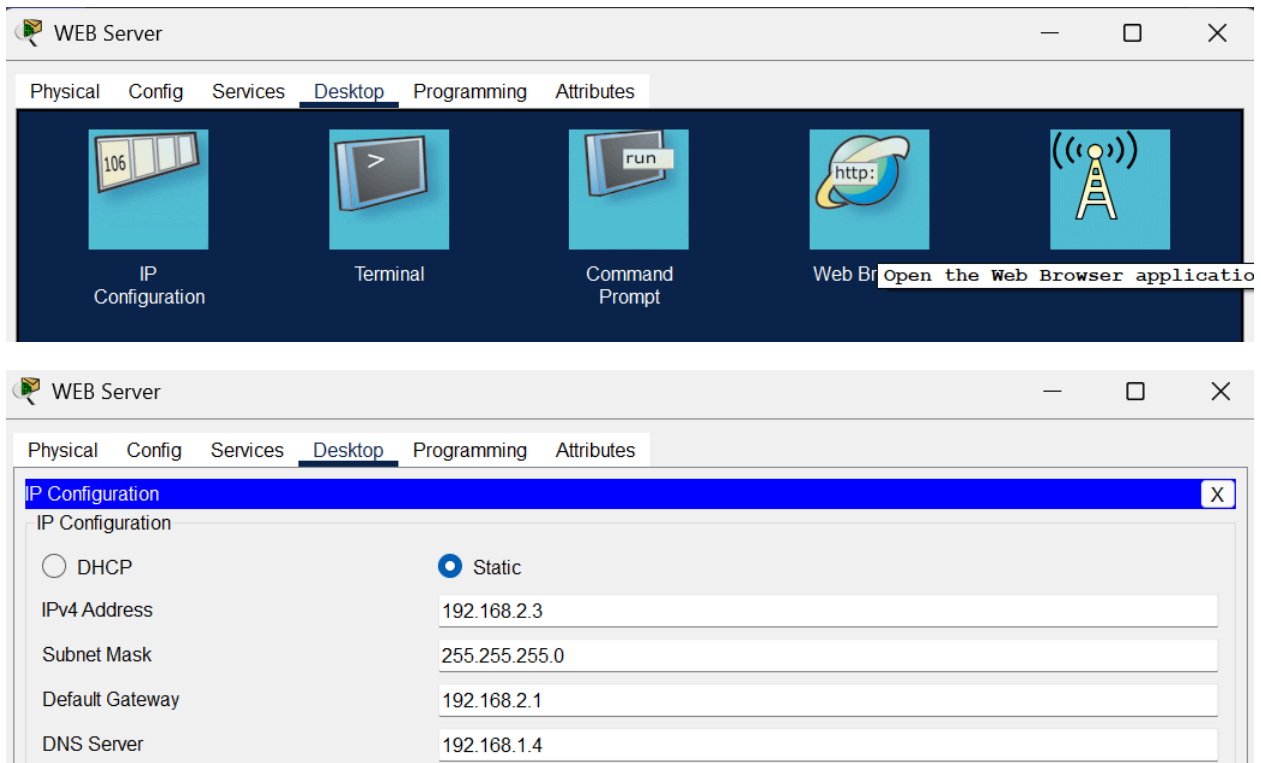 WEB Server
Physical Config Services Desktop Programming Attributes
106
>
run
http:
IP Configuration
Terminal
Command Prompt
Web Br
Open the Web Browser applicatio
WEB Server
Physical Config Services Desktop Programming Attributes
IP Configuration
X
IP Configuration
DHCP Static
IPv4 Address 192.168.2.3
Subnet Mask 255.255.255.0
Default Gateway 192.168.2.1
DNS Server 192.168.1.4